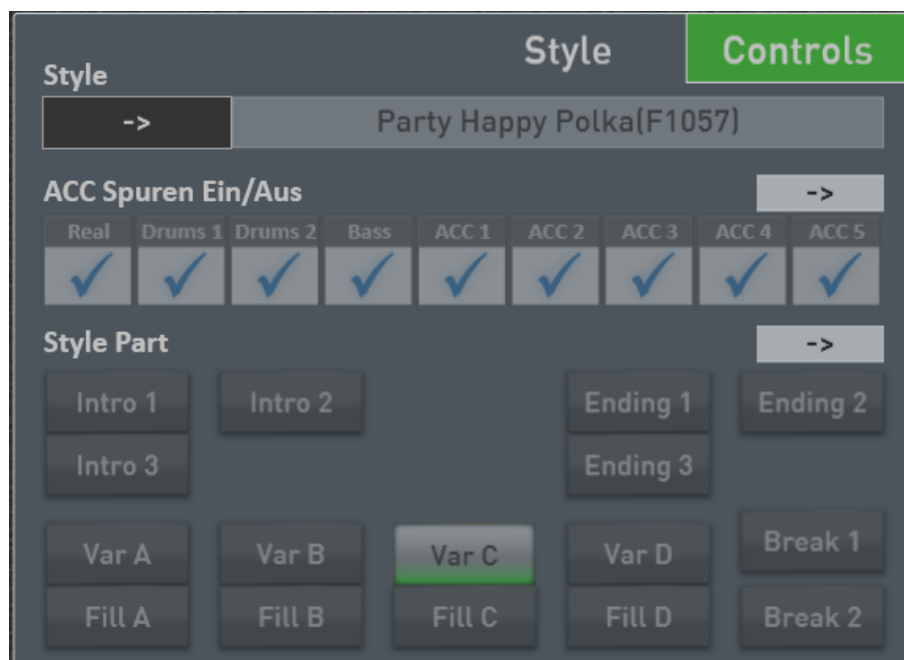 Style Controls
Style
-> Party Happy Polka(F1057)
ACC Spuren Ein/Aus ->
Real Drums 1 Drums 2 Bass ACC 1 ACC 2 ACC 3 ACC 4 ACC 5
Style Part ->
Intro 1 Intro 2 Ending 1 Ending 2
Intro 3 Ending 3
Var A Var B Var C Var D Break 1
Fill A Fill B Fill C Fill D Break 2